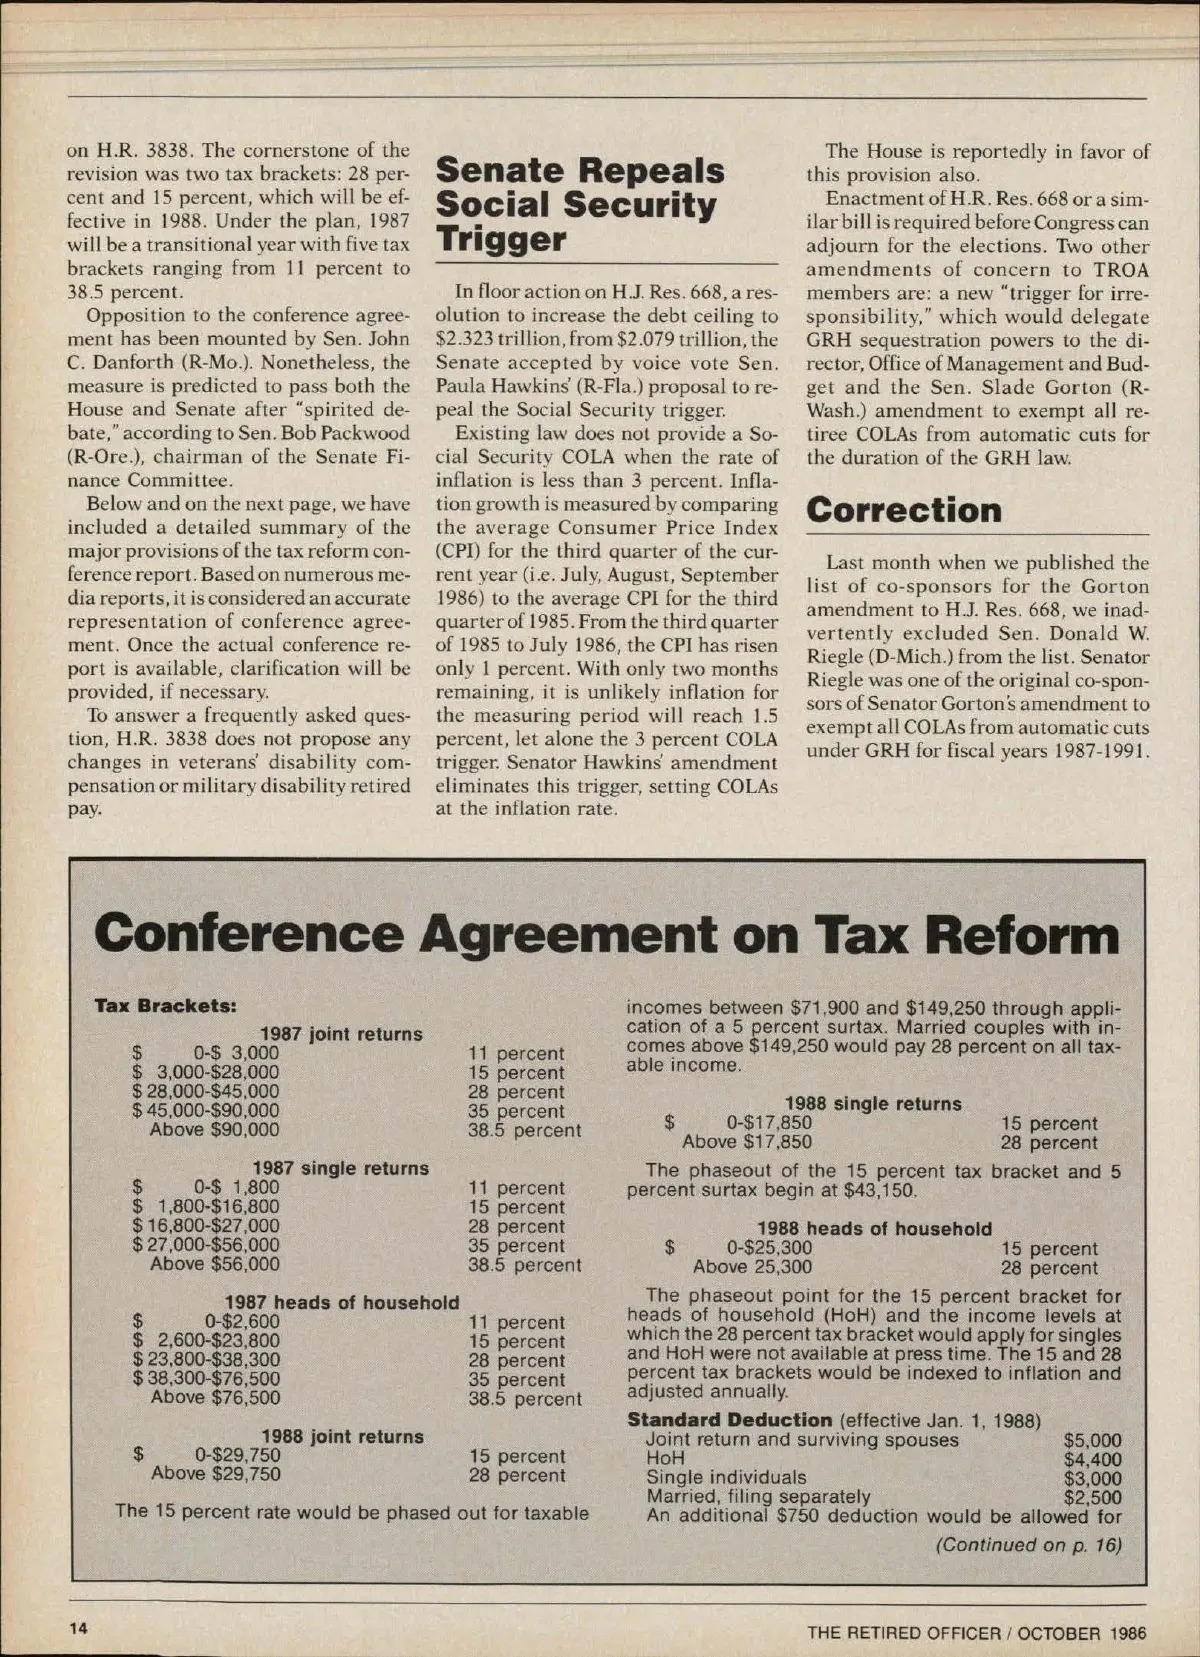 on H.R. 3838. The cornerstone of the
revision was two tax brackets: 28 per-
cent and 15 percent, which will be ef-
fective in 1988. Under the plan, 1987
will be a transitional year with five tax
brackets ranging from 11 percent to
38.5 percent.
Opposition to the conference agree-
ment has been mounted by Sen. John
C. Danforth (R-Mo.). Nonetheless, the
measure is predicted to pass both the
House and Senate after "spirited de-
bate," according to Sen. Bob Packwood
(R-Ore.), chairman of the Senate Fi-
nance Committee.
Below and on the next page, we have
included a detailed summary of the
major provisions of the tax reform con-
ference report. Based on numerous me-
dia reports, it is considered an accurate
representation of conference agree-
ment. Once the actual conference re-
port is available, clarification will be
provided, if necessary.
To answer a frequently asked ques-
tion, H.R. 3838 does not propose any
changes in veterans' disability com-
pensation or military disability retired
pay.
Senate Repeals
Social Security
Trigger
In floor action on H.J. Res. 668, a res-
olution to increase the debt ceiling to
$2.323 trillion, from $2.079 trillion, the
Senate accepted by voice vote Sen.
Paula Hawkins' (R-Fla.) proposal to re-
peal the Social Security trigger.
Existing law does not provide a So-
cial Security COLA when the rate of
inflation is less than 3 percent. Infla-
tion growth is measured by comparing
the average Consumer Price Index
(CPI) for the third quarter of the cur-
rent year (i.e. July, August, September
1986) to the average CPI for the third
quarter of 1985. From the third quarter
of 1985 to July 1986, the CPI has risen
only 1 percent. With only two months
remaining, it is unlikely inflation for
the measuring period will reach 1.5
percent, let alone the 3 percent COLA
trigger. Senator Hawkins' amendment
eliminates this trigger, setting COLAs
at the inflation rate.
The House is reportedly in favor of
this provision also.
Enactment of H.R. Res. 668 or a sim-
ilar bill is required before Congress can
adjourn for the elections. Two other
amendments of concern to TROA
members are: a new "trigger for irre-
sponsibility," which would delegate
GRH sequestration powers to the di-
rector, Office of Management and Bud-
get and the Sen. Slade Gorton (R-
Wash.) amendment to exempt all re-
tiree COLAs from automatic cuts for
the duration of the GRH law.
Correction
Last month when we published the
list of co-sponsors for the Gorton
amendment to H.J. Res. 668, we inad-
vertently excluded Sen. Donald W.
Riegle (D-Mich.) from the list. Senator
Riegle was one of the original co-spon-
sors of Senator Gorton's amendment to
exempt all COLAs from automatic cuts
under GRH for fiscal years 1987-1991.
Conference Agreement on Tax Reform
Tax Brackets:
1987 joint returns
$ 0-$ 3,000 11 percent
$ 3,000-$28,000 15 percent
$ 28,000-$45,000 28 percent
$ 45,000-$90,000 35 percent
Above $90,000 38.5 percent
1987 single returns
$ 0-$ 1,800 11 percent
$ 1,800-$16,800 15 percent
$ 16,800-$27,000 28 percent
$ 27,000-$56,000 35 percent
Above $56,000 38.5 percent
1987 heads of household
$ 0-$2,600 11 percent
$ 2,600-$23,800 15 percent
$ 23,800-$38,300 28 percent
$ 38,300-$76,500 35 percent
Above $76,500 38.5 percent
1988 joint returns
$ 0-$29,750 15 percent
Above $29,750 28 percent
The 15 percent rate would be phased out for taxable
incomes between $71,900 and $149,250 through appli-
cation of a 5 percent surtax. Married couples with in-
comes above $149,250 would pay 28 percent on all tax-
able income.
1988 single returns
$ 0-$17,850 15 percent
Above $17,850 28 percent
The phaseout of the 15 percent tax bracket and 5
percent surtax begin at $43,150.
1988 heads of household
$ 0-$25,300 15 percent
Above 25,300 28 percent
The phaseout point for the 15 percent bracket for
heads of household (HoH) and the income levels at
which the 28 percent tax bracket would apply for singles
and HoH were not available at press time. The 15 and 28
percent tax brackets would be indexed to inflation and
adjusted annually.
Standard Deduction (effective Jan. 1, 1988)
Joint return and surviving spouses $5,000
HoH $4,400
Single individuals $3,000
Married, filing separately $2,500
An additional $750 deduction would be allowed for
(Continued on p. 16)
14
THE RETIRED OFFICER / OCTOBER 1986